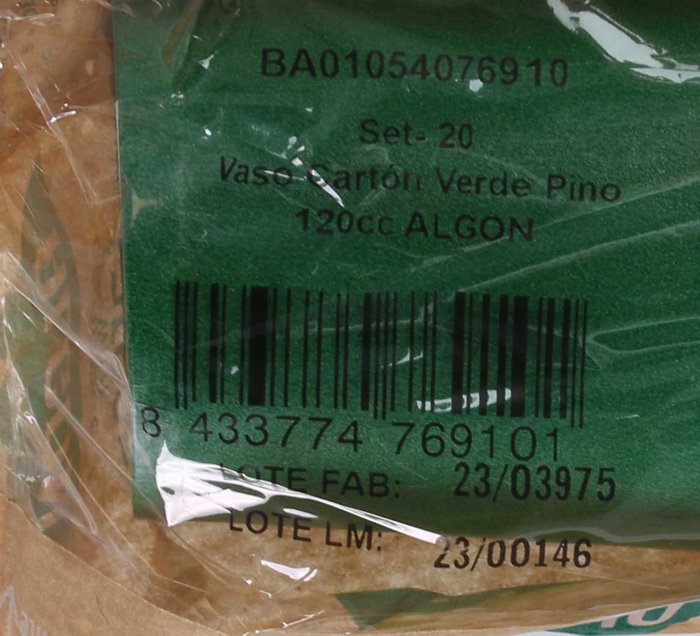 BA01054076910
Set- 20
Vaso Cartón Verde Pino
120cc ALGON
8 433774 769101
LOTE FAB: 23/03975
LOTE LM: 23/00146